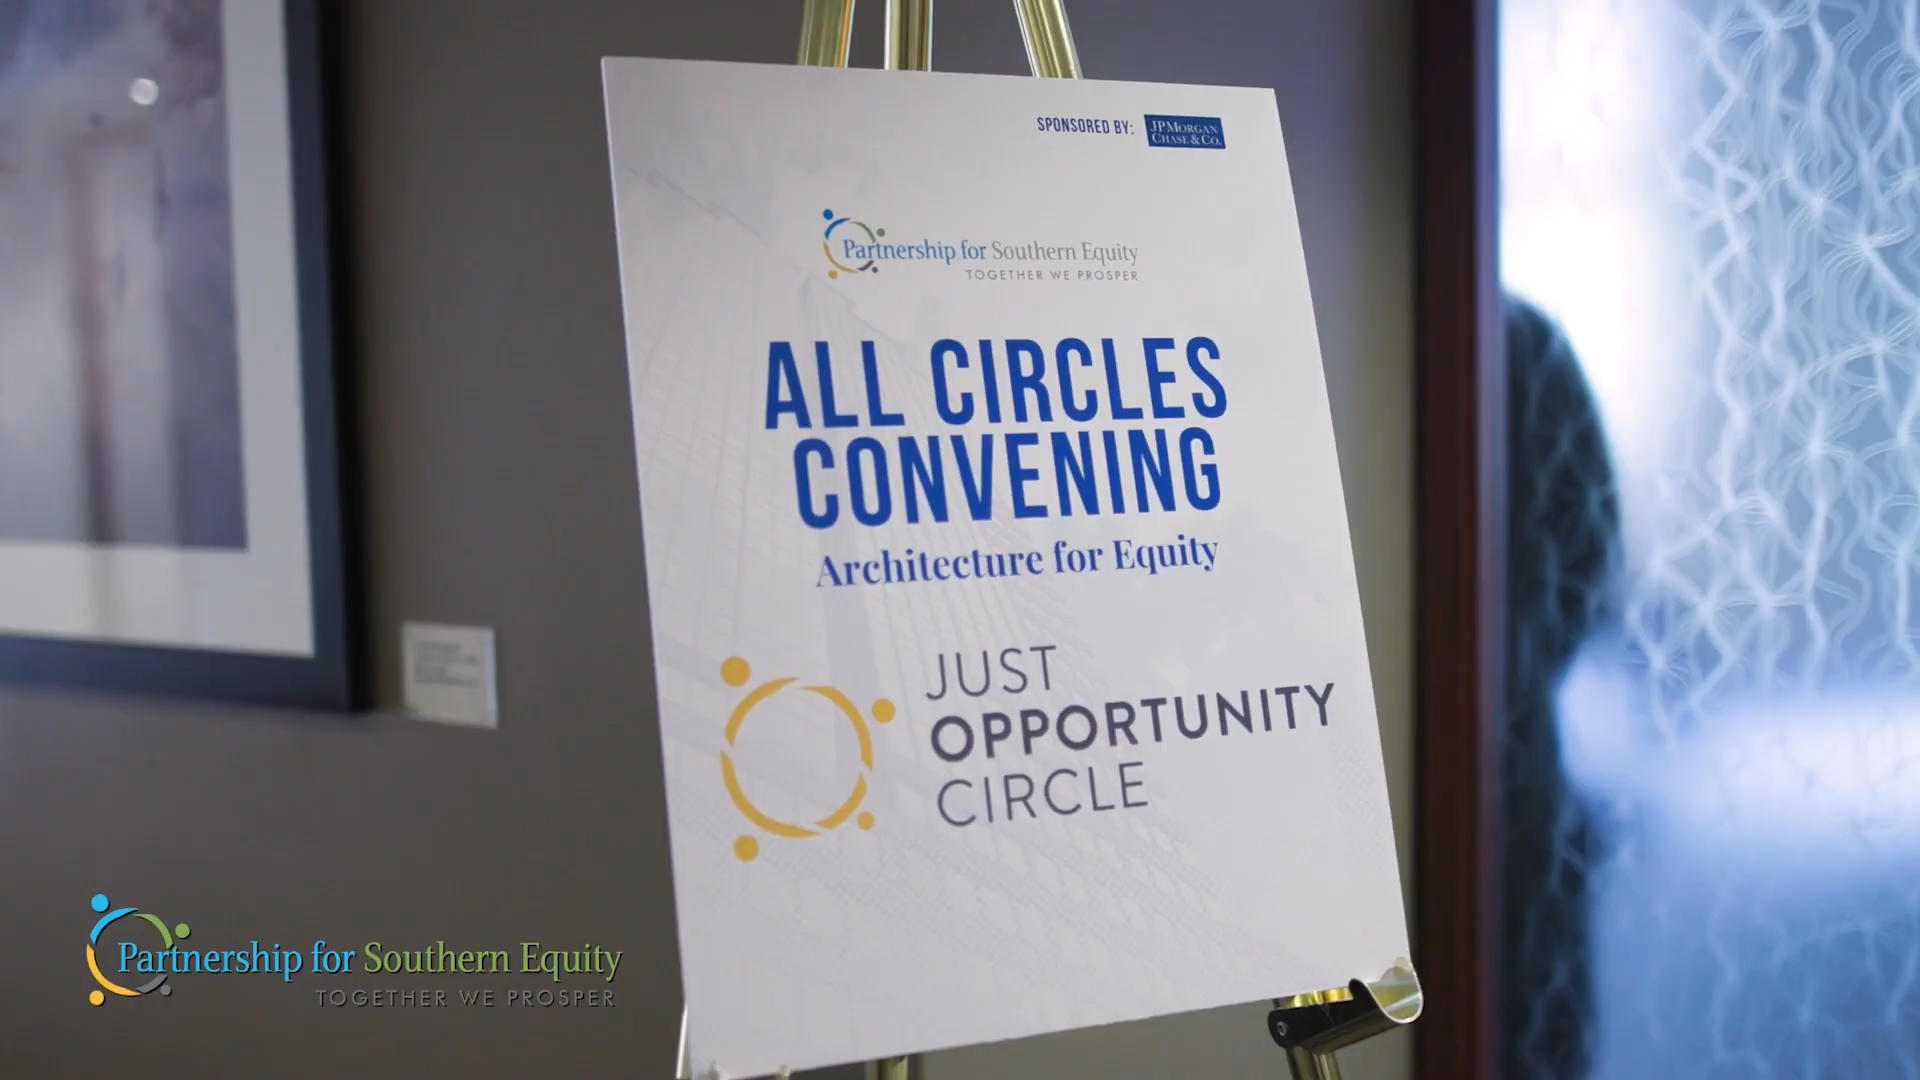 SPONSORED BY:
JPMORGAN
CHASE & CO.
Partnership for Southern Equity
TOGETHER WE PROSPER
ALL CIRCLES
CONVENING
Architecture for Equity
JUST
OPPORTUNITY
CIRCLE
Partnership for Southern Equity
TOGETHER WE PROSPER